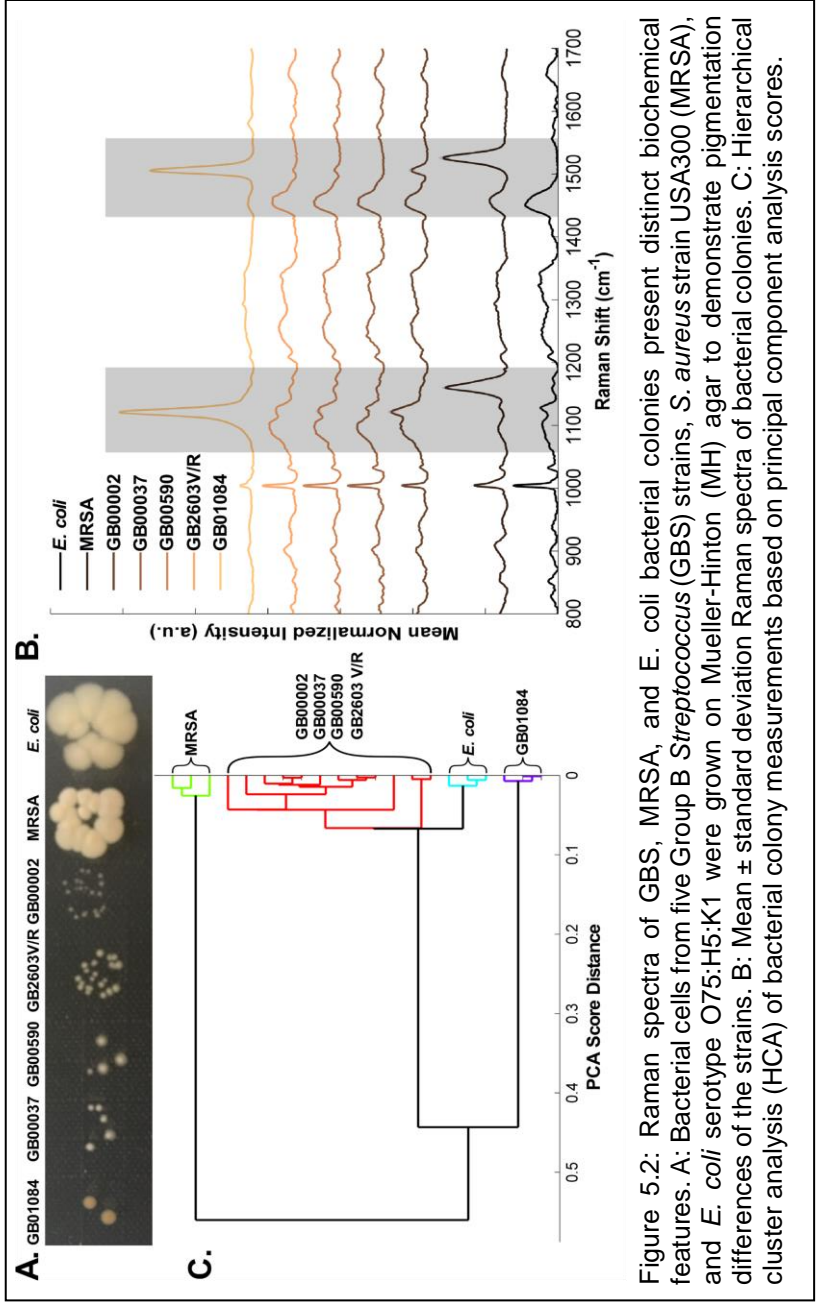 A.
GB01084 GB00037 GB00590 GB2603V/R GB00002 MRSA E. coli
B.
Mean Normalized Intensity (a.u.)
E. coli
MRSA
GB00002
GB00037
GB00590
GB2603V/R
GB01084
800 900 1000 1100 1200 1300 1400 1500 1600 1700
Raman Shift (cm-1)
C.
MRSA
GB00002
GB00037
GB00590
GB2603 V/R
E. coli
GB01084
0.5 0.4 0.3 0.2 0.1 0
PCA Score Distance
Figure 5.2: Raman spectra of GBS, MRSA, and E. coli bacterial colonies present distinct biochemical
features. A: Bacterial cells from five Group B Streptococcus (GBS) strains, S. aureus strain USA300 (MRSA),
and E. coli serotype O75:H5:K1 were grown on Mueller-Hinton (MH) agar to demonstrate pigmentation
differences of the strains. B: Mean ± standard deviation Raman spectra of bacterial colonies. C: Hierarchical
cluster analysis (HCA) of bacterial colony measurements based on principal component analysis scores.